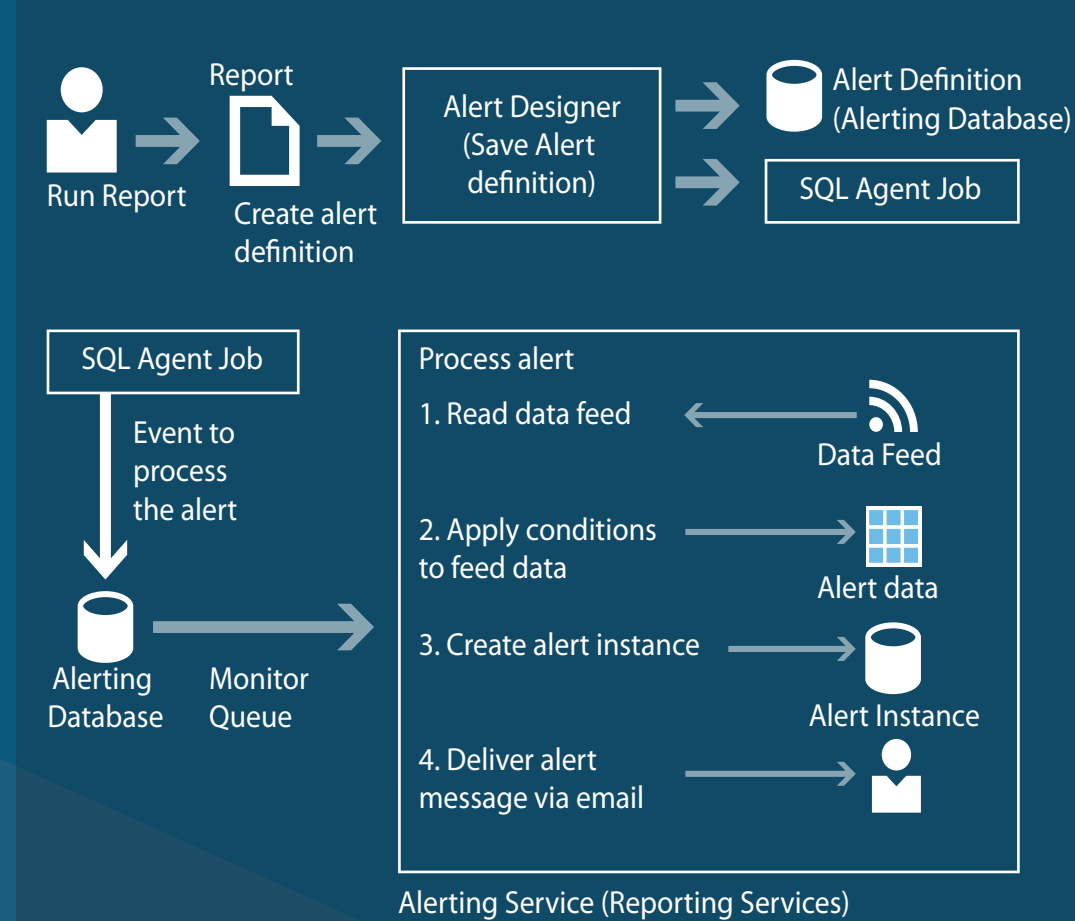 Run Report
Report
Create alert
definition
Alert Designer
(Save Alert
definition)
Alert Definition
(Alerting Database)
SQL Agent Job
SQL Agent Job
Event to
process
the alert
Alerting
Database
Monitor
Queue
Process alert
1. Read data feed
Data Feed
2. Apply conditions
to feed data
Alert data
3. Create alert instance
Alert Instance
4. Deliver alert
message via email
Alerting Service (Reporting Services)